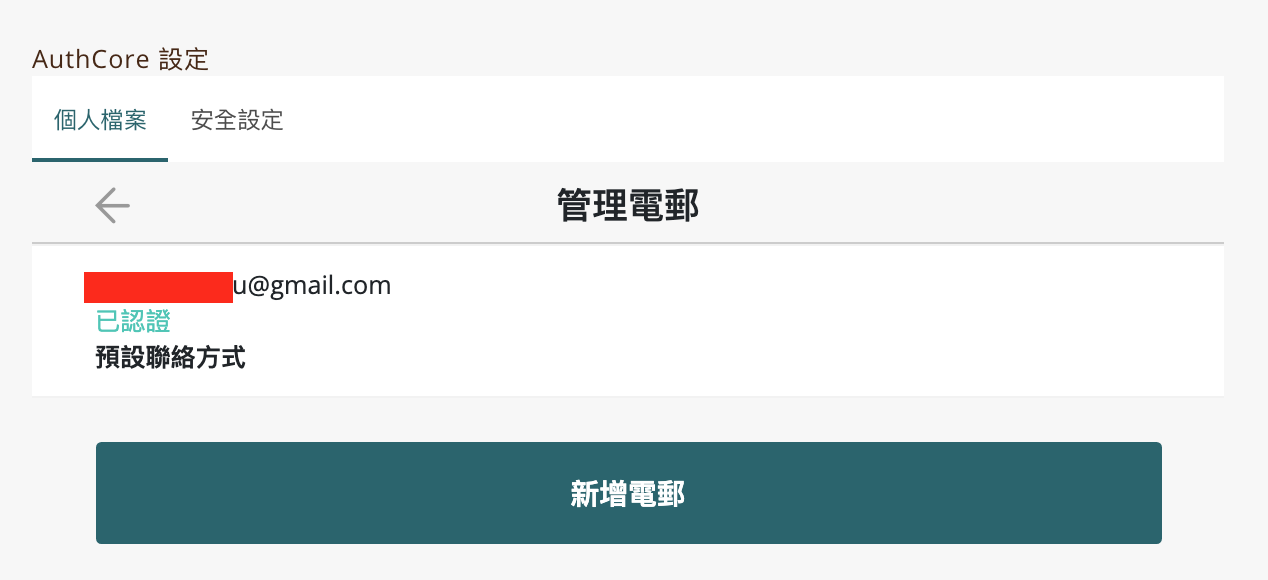 AuthCore 設定
個人檔案 安全設定
管理電郵
u@gmail.com
已認證
預設聯絡方式
新增電郵